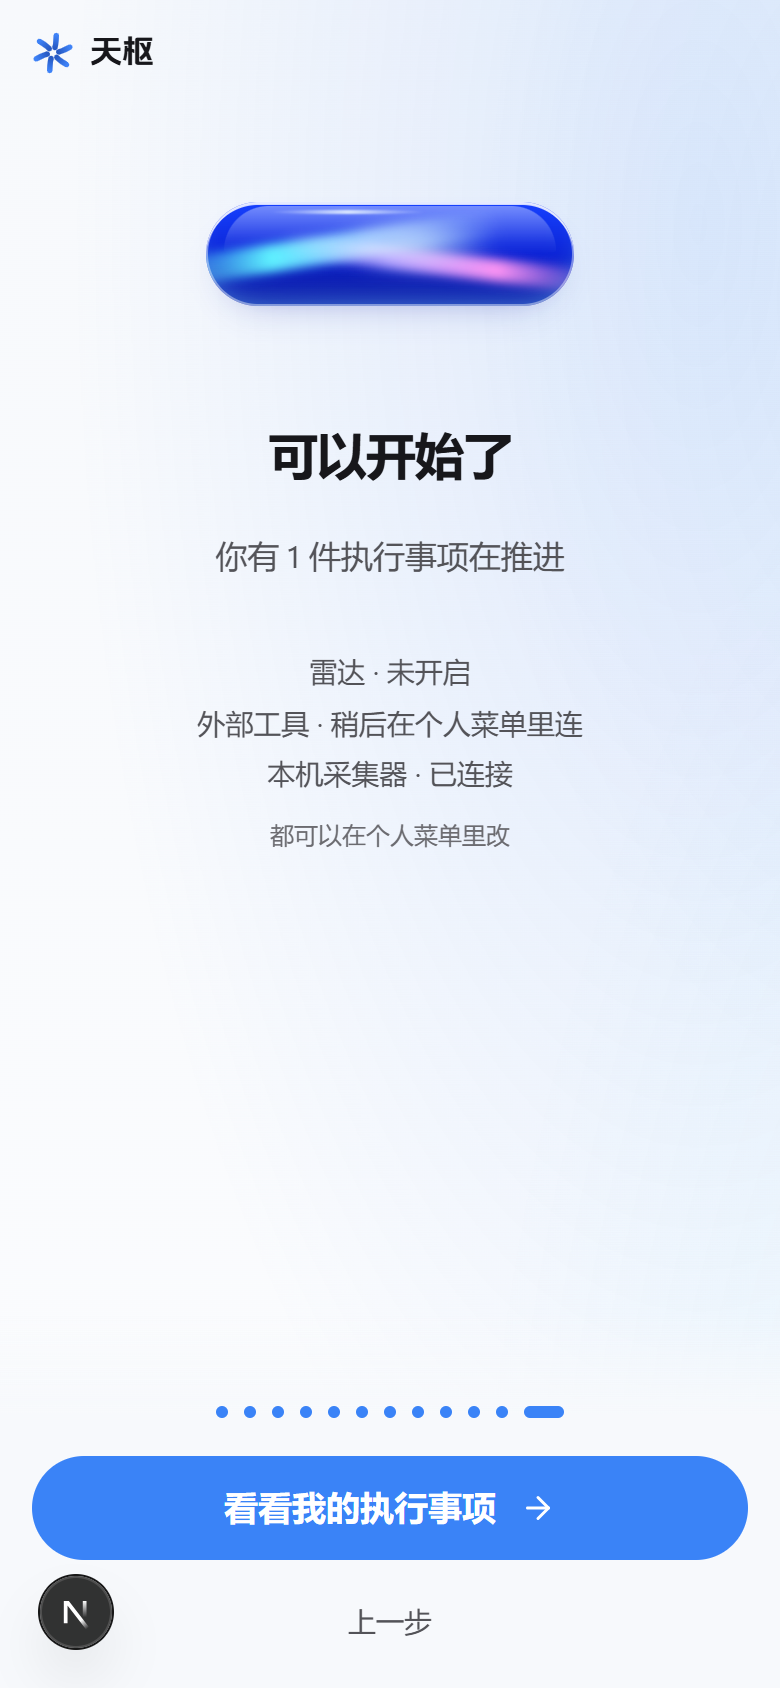 天枢
可以开始了
你有 1 件执行事项在推进
雷达 · 未开启
外部工具 · 稍后在个人菜单里连
本机采集器 · 已连接
都可以在个人菜单里改
看看我的执行事项 →
N
上一步